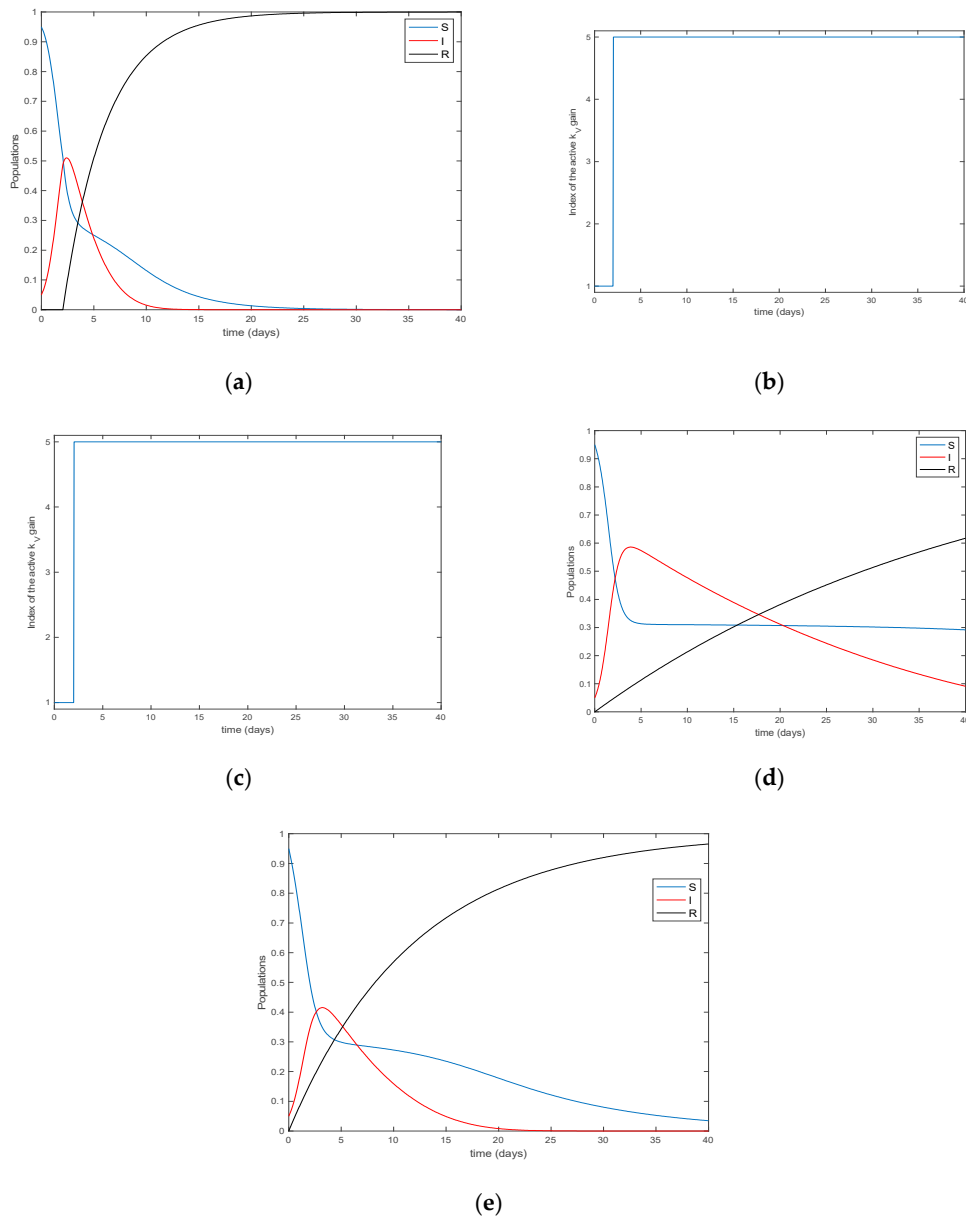 1
0.9
0.8
0.7
0.6
0.5
0.4
0.3
0.2
0.1
0
Populations
S
I
R
0 5 10 15 20 25 30 35 40
time (days)
(a)
5
4
3
2
1
Index of the active k_V gain
0 5 10 15 20 25 30 35 40
time (days)
(b)
5
4
3
2
1
Index of the active k_V gain
0 5 10 15 20 25 30 35 40
time (days)
(c)
1
0.9
0.8
0.7
0.6
0.5
0.4
0.3
0.2
0.1
0
Populations
S
I
R
0 5 10 15 20 25 30 35 40
time (days)
(d)
1
0.9
0.8
0.7
0.6
0.5
0.4
0.3
0.2
0.1
0
Populations
S
I
R
0 5 10 15 20 25 30 35 40
time (days)
(e)